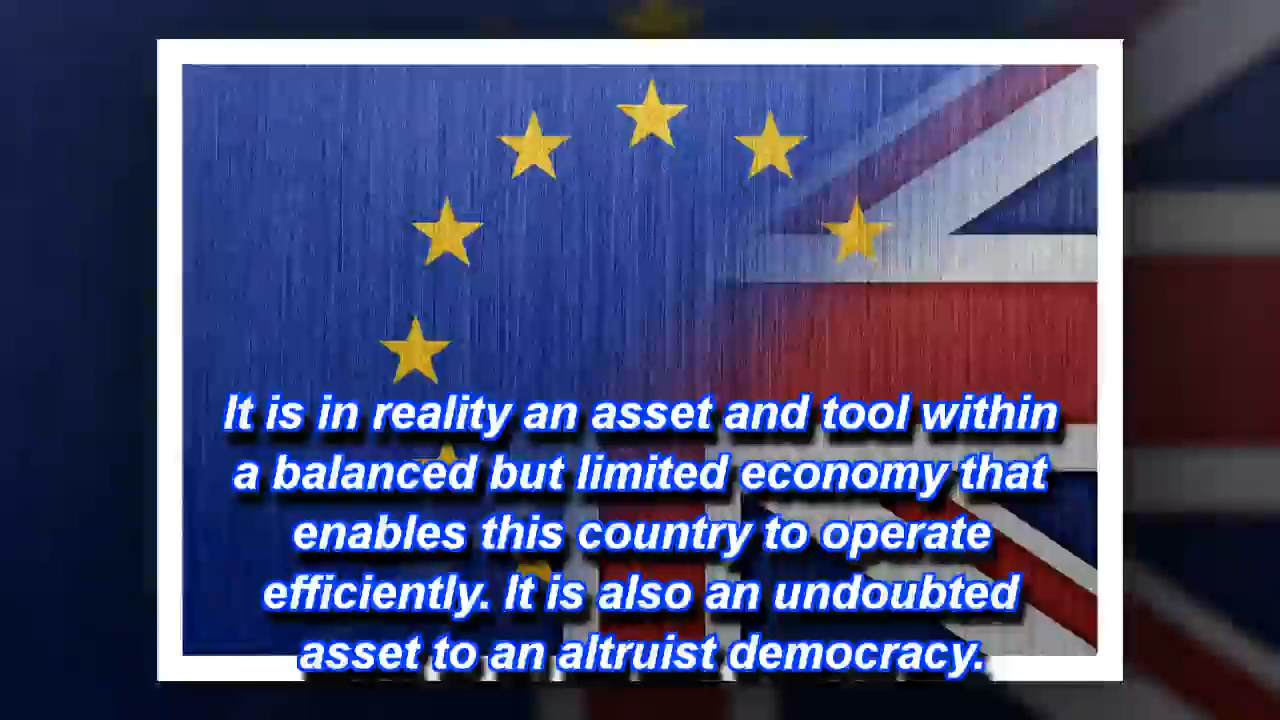 It is in reality an asset and tool within
a balanced but limited economy that
enables this country to operate
efficiently. It is also an undoubted
asset to an altruist democracy.